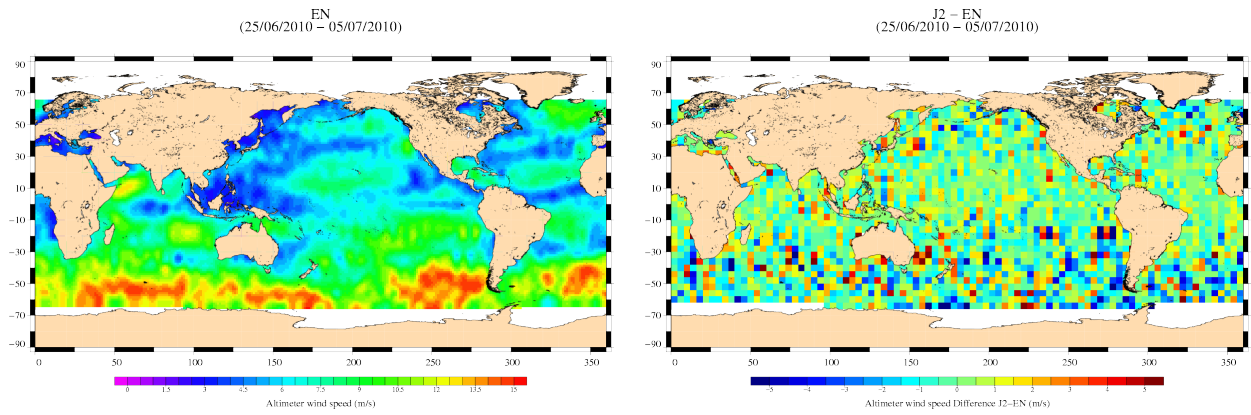 EN
(25/06/2010 − 05/07/2010)
90
70
50
30
10
−10
−30
−50
−70
−90
0 50 100 150 200 250 300 350
0 1.5 3 4.5 6 7.5 9 10.5 12 13.5 15
Altimeter wind speed (m/s)
J2 − EN
(25/06/2010 − 05/07/2010)
90
70
50
30
10
−10
−30
−50
−70
−90
0 50 100 150 200 250 300 350
−5 −4 −3 −2 −1 0 1 2 3 4 5
Altimeter wind speed Difference J2−EN (m/s)